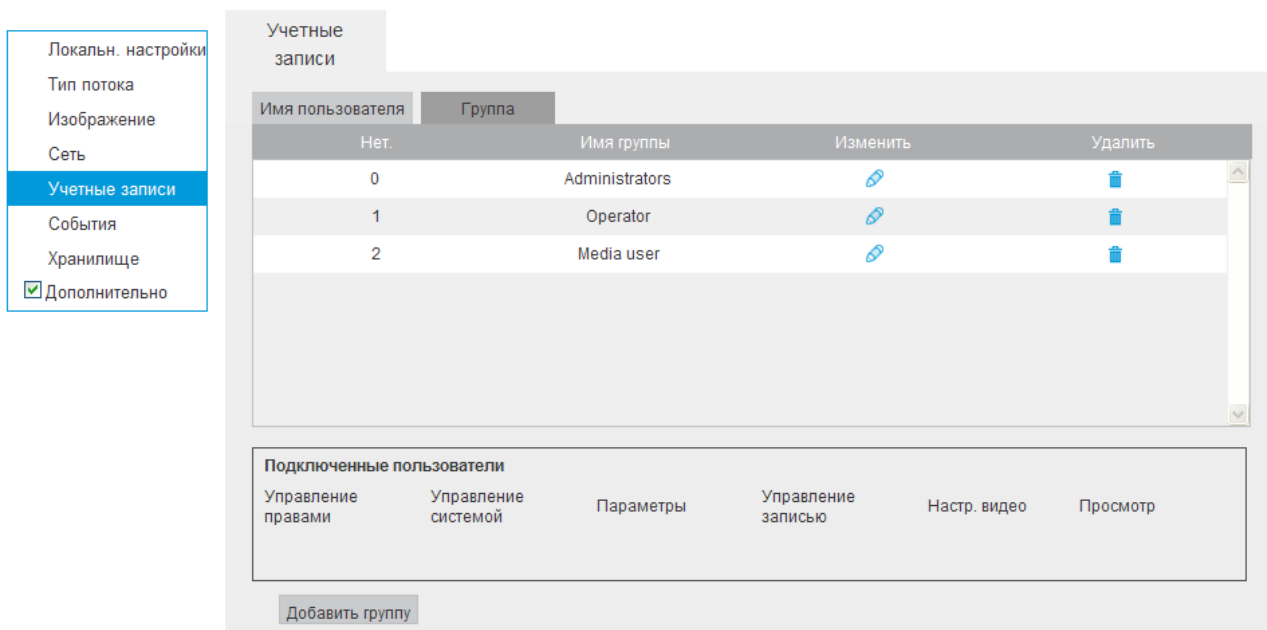 Локальн. настройки
Тип потока
Изображение
Сеть
Учетные записи
События
Хранилище
Дополнительно
Учетные
записи
Имя пользователя Группа
Нет. Имя группы Изменить Удалить
0 Administrators
1 Operator
2 Media user
Подключенные пользователи
Управление правами Управление системой Параметры Управление записью Настр. видео Просмотр
Добавить группу